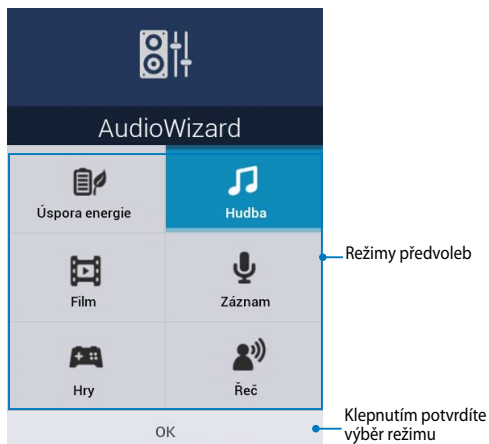 AudioWizard
Úspora energie
Hudba
Film
Záznam
Režimy předvoleb
Hry
Řeč
OK
Klepnutím potvrdíte
výběr režimu